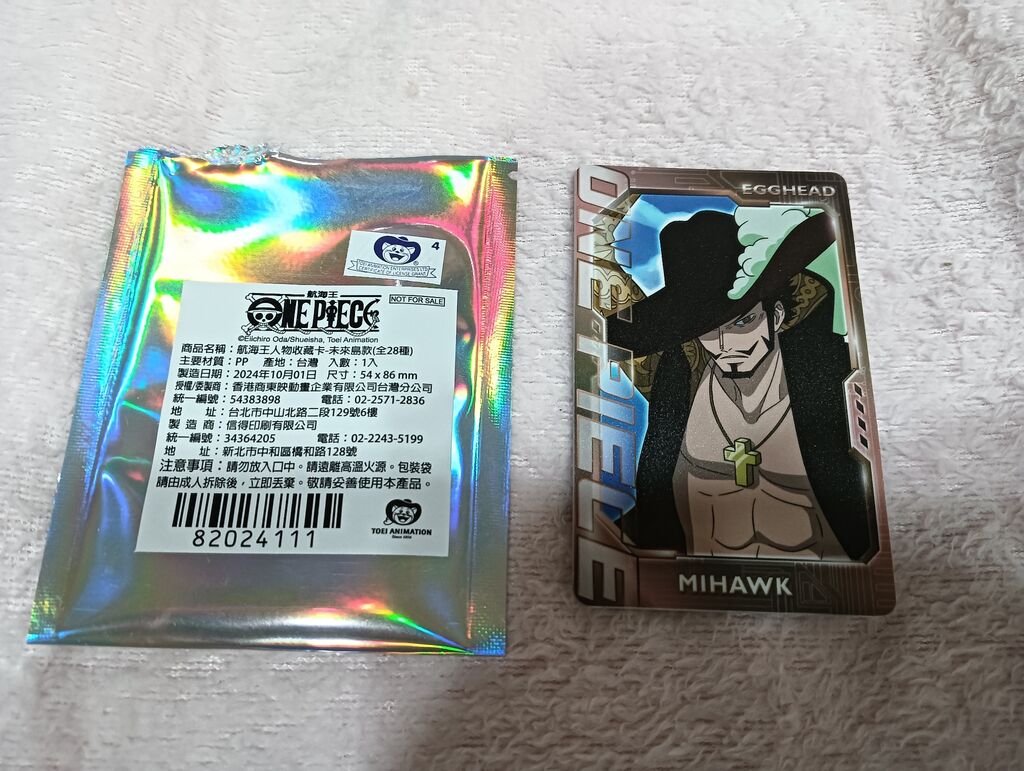 4
TOEI ANIMATION ENTERPRISES LTD.
LICENSE GRANT
航海王
NOT FOR SALE
ONE PIECE
©Eiichiro Oda/Shueisha, Toei Animation
商品名稱：航海王人物收藏卡-未來島款(全28種)
主要材質：PP 產地：台灣 入數：1入
製造日期：2024年10月01日 尺寸：54 x 86 mm
授權/委製商：香港商東映動畫企業有限公司台灣分公司
統一編號：54383898 電話：02-2571-2836
地 址：台北市中山北路二段129號6樓
製 造 商：信得印刷有限公司
統一編號：34364205 電話：02-2243-5199
地 址：新北市中和區橋和路128號
注意事項：請勿放入口中。請遠離高溫火源。包裝袋
請由成人拆除後，立即丟棄。敬請妥善使用本產品。
82024111
TOEI ANIMATION
Since 1956
EGGHEAD
ONE PIECE
MIHAWK